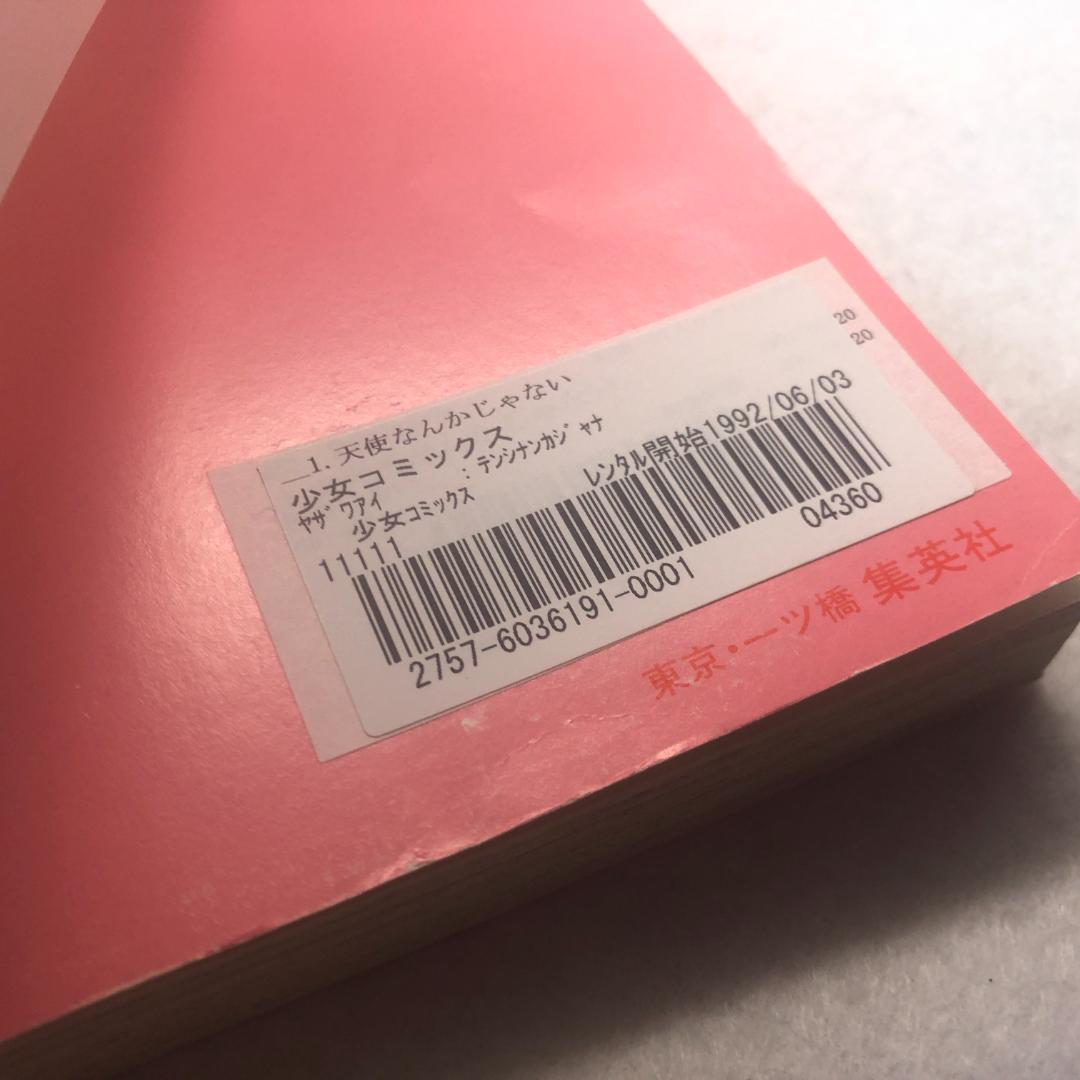 20
20
1. 天使なんかじゃない
少女コミックス
ﾔｻﾞﾜｱｲ : ﾃﾝｼﾅﾝｶｼﾞｬﾅ
少女コミックス レンタル開始1992/06/03
11111
04360
2757-6036191-0001
東京・一ツ橋 集英社